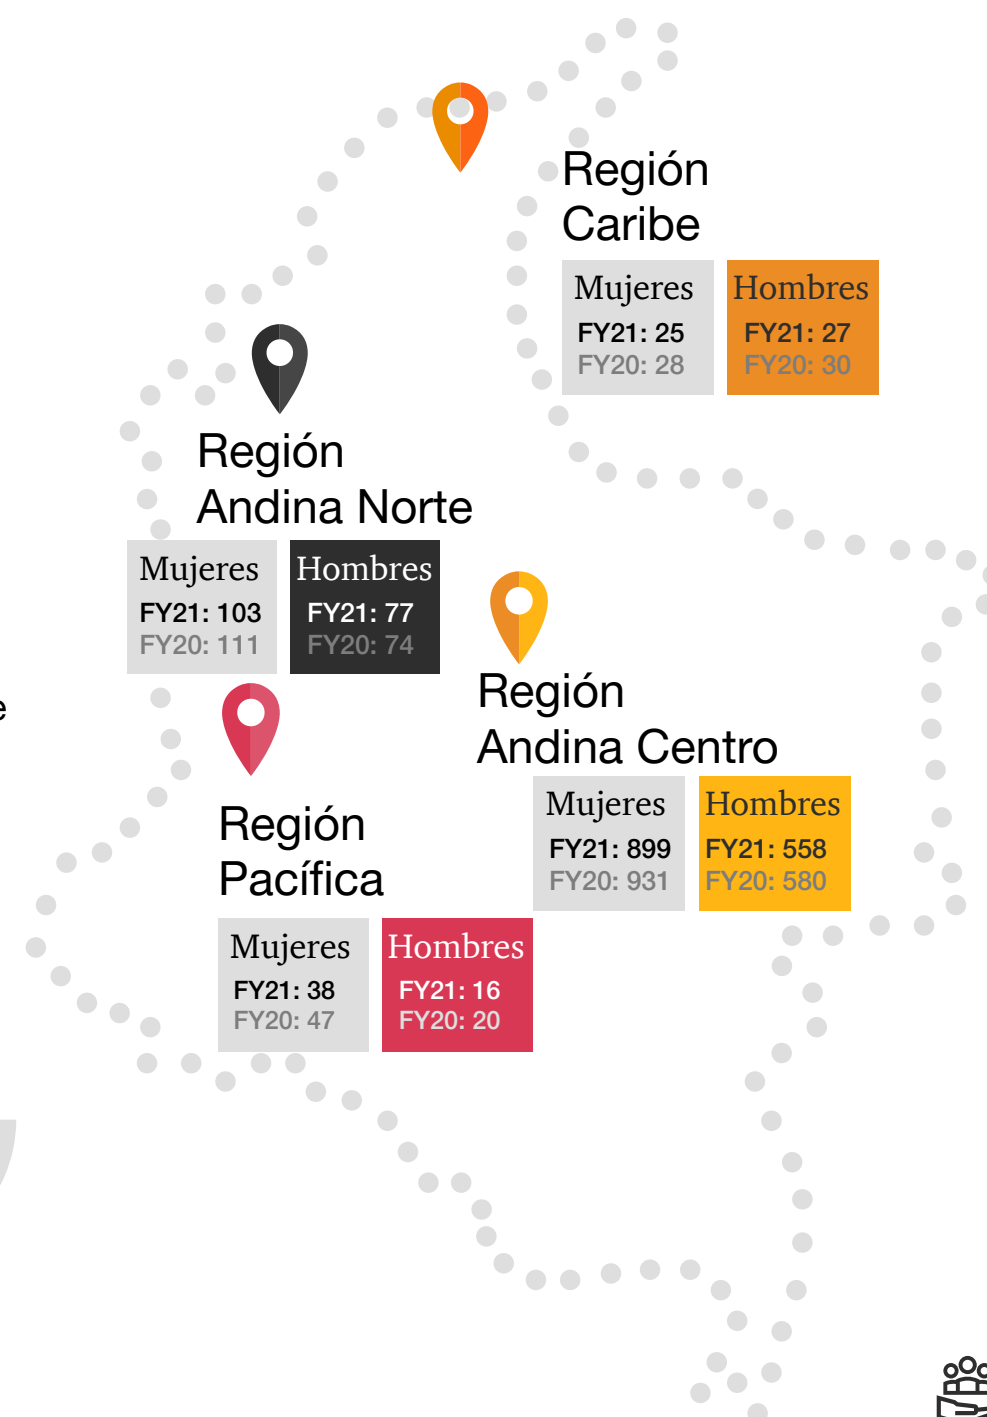 Región
Caribe
Mujeres
FY21: 25
FY20: 28
Hombres
FY21: 27
FY20: 30
Región
Andina Norte
Mujeres
FY21: 103
FY20: 111
Hombres
FY21: 77
FY20: 74
Región
Andina Centro
Mujeres
FY21: 899
FY20: 931
Hombres
FY21: 558
FY20: 580
Región
Pacífica
Mujeres
FY21: 38
FY20: 47
Hombres
FY21: 16
FY20: 20